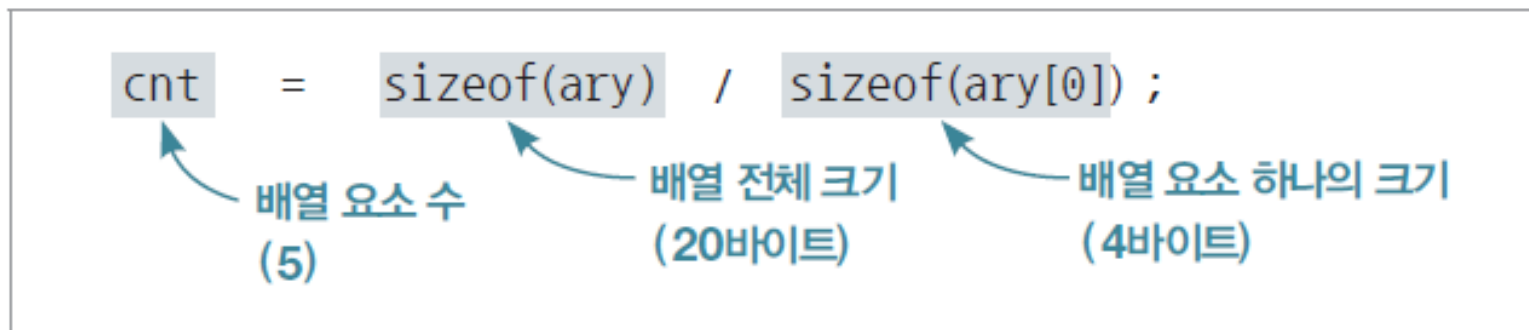 cnt = sizeof(ary) / sizeof(ary[0]) ;
배열 요소 수
(5)
배열 전체 크기
(20바이트)
배열 요소 하나의 크기
(4바이트)